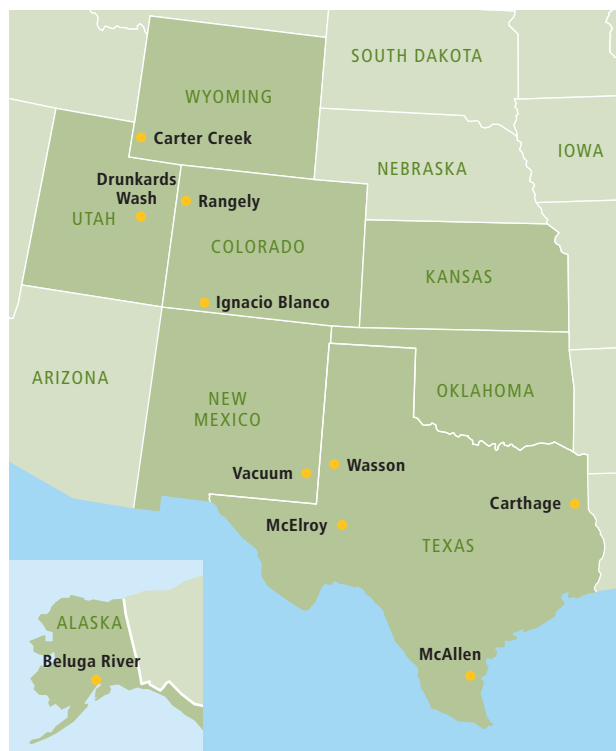 SOUTH DAKOTA
WYOMING
Carter Creek
IOWA
NEBRASKA
Drunkards
Wash
Rangely
UTAH
COLORADO
KANSAS
Ignacio Blanco
ARIZONA
NEW
MEXICO
OKLAHOMA
Vacuum
Wasson
Carthage
McElroy
TEXAS
ALASKA
Beluga River
McAllen